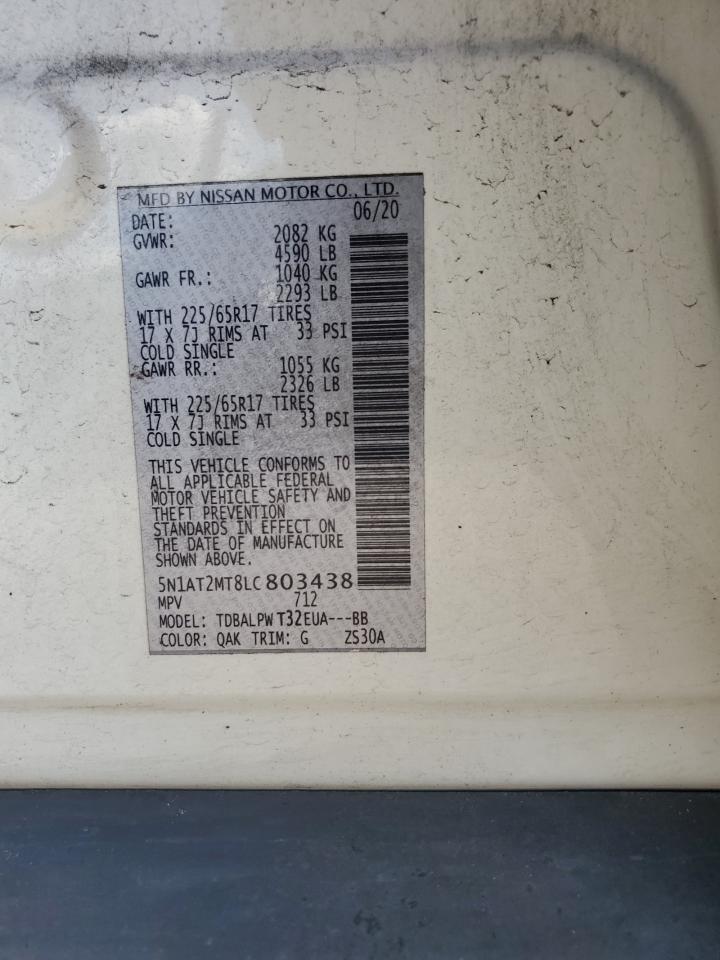 MFD BY NISSAN MOTOR CO., LTD.
DATE: 06/20
GVWR: 2082 KG
4590 LB
GAWR FR.: 1040 KG
2293 LB
WITH 225/65R17 TIRES
17 X 7J RIMS AT 33 PSI
COLD SINGLE
GAWR RR.: 1055 KG
2326 LB
WITH 225/65R17 TIRES
17 X 7J RIMS AT 33 PSI
COLD SINGLE
THIS VEHICLE CONFORMS TO
ALL APPLICABLE FEDERAL
MOTOR VEHICLE SAFETY AND
THEFT PREVENTION
STANDARDS IN EFFECT ON
THE DATE OF MANUFACTURE
SHOWN ABOVE.
5N1AT2MT8LC803438
MPV 712
MODEL: TDBALPW T32EUA---BB
COLOR: QAK TRIM: G ZS30A